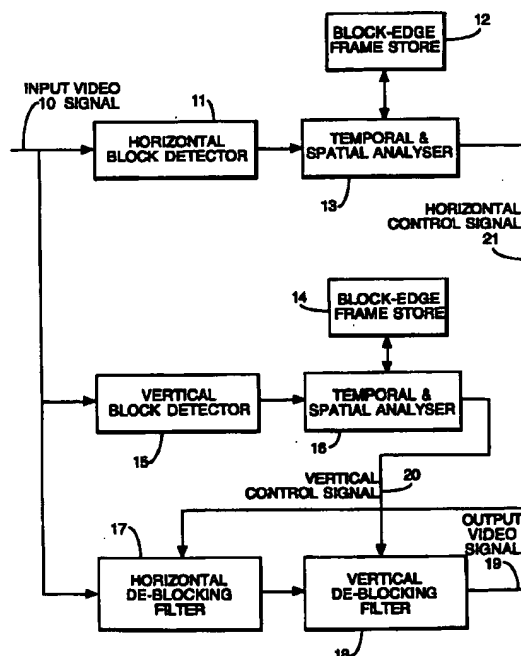 12
BLOCK-EDGE
FRAME STORE
INPUT VIDEO
10 SIGNAL
11
HORIZONTAL
BLOCK DETECTOR
TEMPORAL &
SPATIAL ANALYSER
13
HORIZONTAL
CONTROL SIGNAL
21
14
BLOCK-EDGE
FRAME STORE
VERTICAL
BLOCK DETECTOR
15
TEMPORAL &
SPATIAL ANALYSER
16
VERTICAL
CONTROL SIGNAL
20
17
OUTPUT
VIDEO
SIGNAL
19
HORIZONTAL
DE-BLOCKING
FILTER
VERTICAL
DE-BLOCKING
FILTER
18